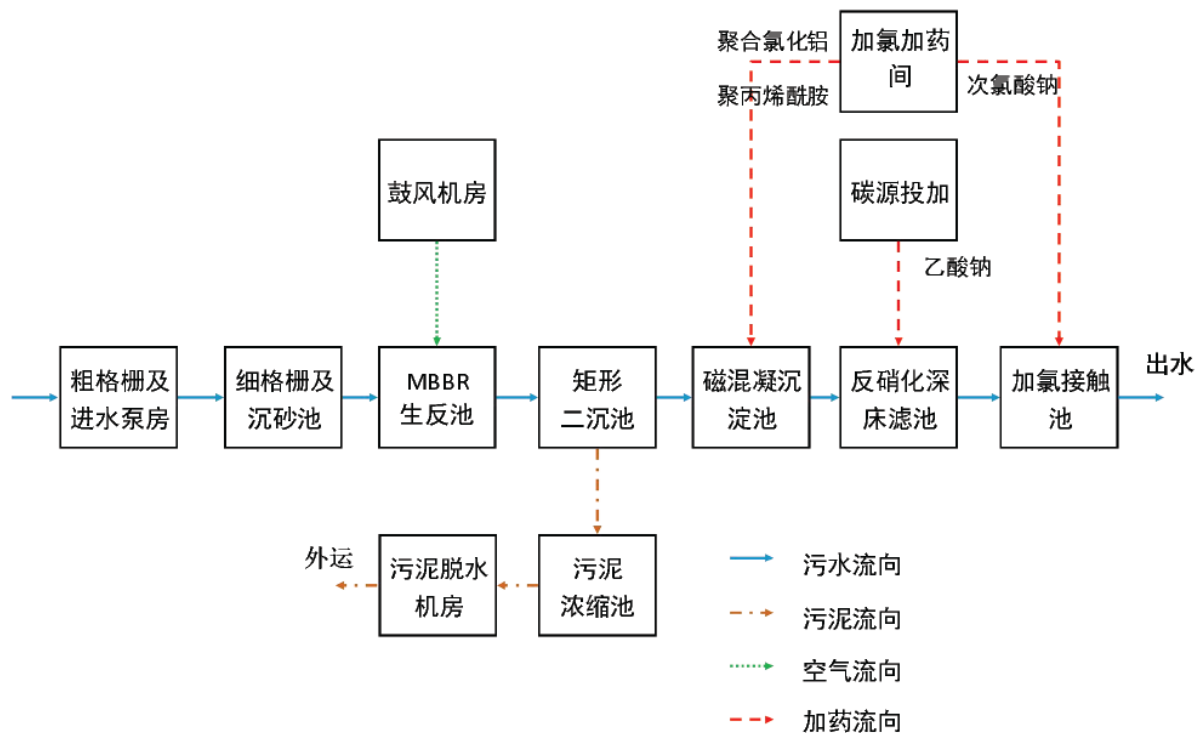 聚合氯化铝
加氯加药
间
聚丙烯酰胺
次氯酸钠
鼓风机房
碳源投加
乙酸钠
粗格栅及
进水泵房
细格栅及
沉砂池
MBBR
生反池
矩形
二沉池
磁混凝沉
淀池
反硝化深
床滤池
加氯接触
池
出水
外运
污泥脱水
机房
污泥
浓缩池
污水流向
污泥流向
空气流向
加药流向